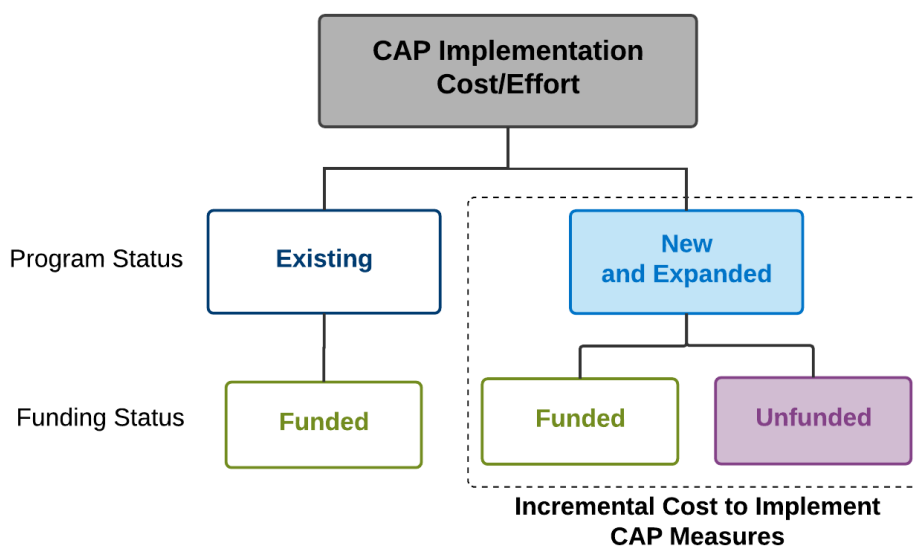 CAP Implementation
Cost/Effort
Program Status
Existing
New
and Expanded
Funding Status
Funded
Funded
Unfunded
Incremental Cost to Implement
CAP Measures